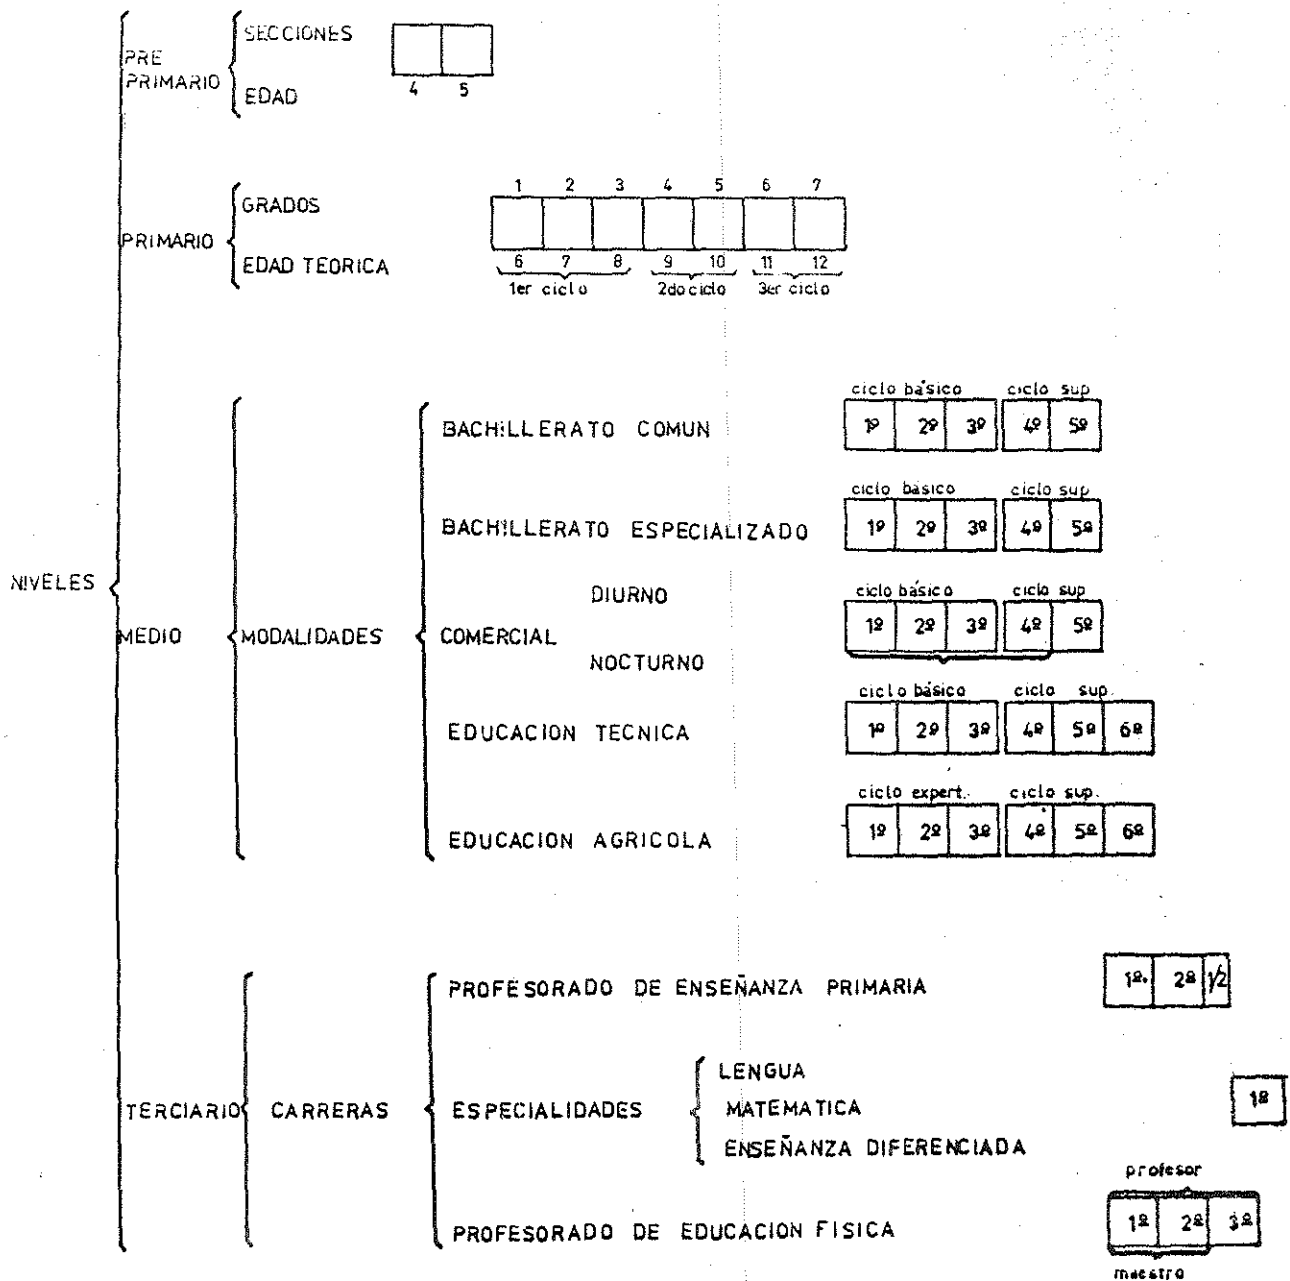 NIVELES
PRE
PRIMARIO
SECCIONES
EDAD
4 5
PRIMARIO
GRADOS
1 2 3 4 5 6 7
EDAD TEORICA
6 7 8 9 10 11 12
1er ciclo 2do ciclo 3er ciclo
MEDIO
MODALIDADES
ciclo básico ciclo sup
BACHILLERATO COMUN
1º 2º 3º 4º 5º
ciclo básico ciclo sup
BACHILLERATO ESPECIALIZADO
1º 2º 3º 4º 5º
DIURNO
ciclo básico ciclo sup
COMERCIAL
1º 2º 3º 4º 5º
NOCTURNO
ciclo básico ciclo sup.
EDUCACION TECNICA
1º 2º 3º 4º 5º 6º
ciclo expert. ciclo sup.
EDUCACION AGRICOLA
1º 2º 3º 4º 5º 6º
TERCIARIO
CARRERAS
PROFESORADO DE ENSEÑANZA PRIMARIA
1º. 2º 1/2
ESPECIALIDADES
LENGUA
MATEMATICA
ENSEÑANZA DIFERENCIADA
1º
profesor
PROFESORADO DE EDUCACION FISICA
1º 2º 3º
maestro